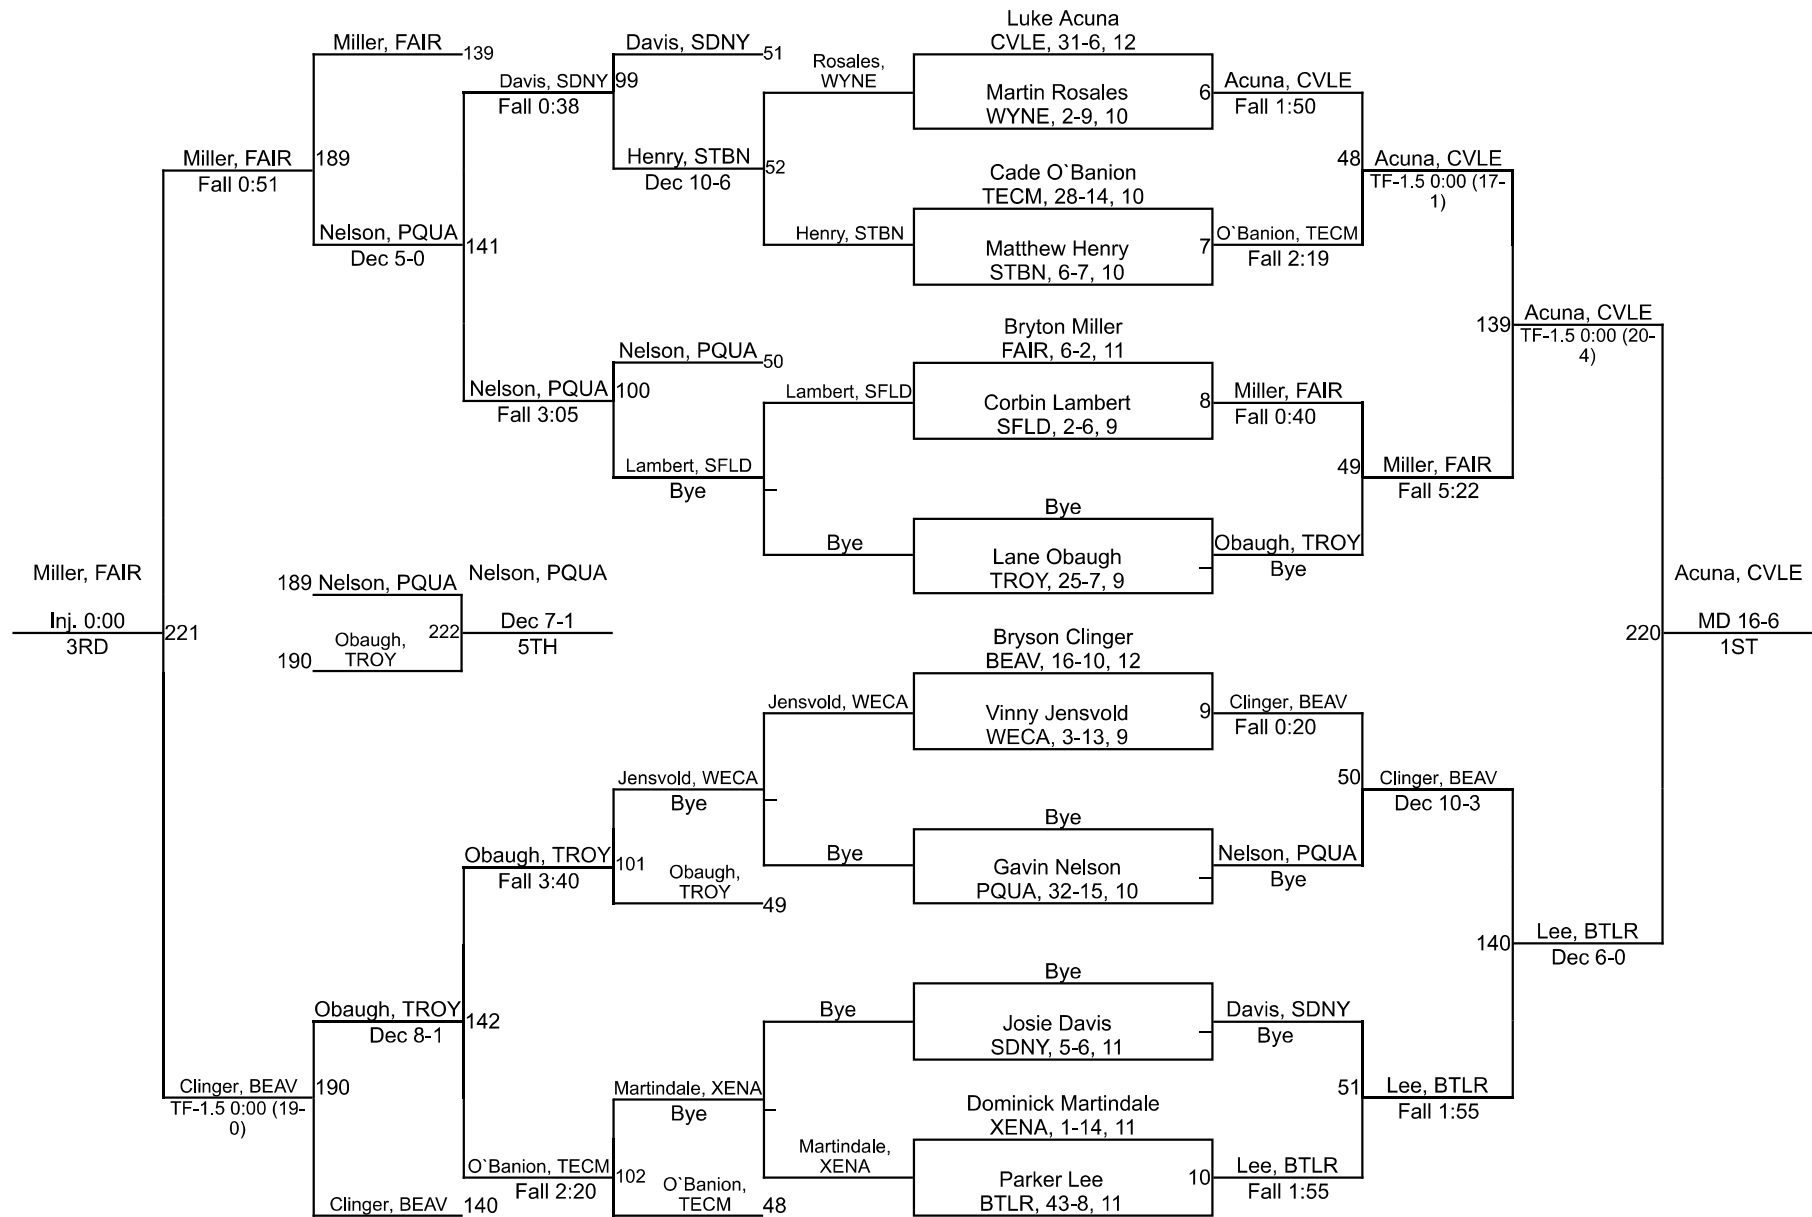 Luke Acuna
CVLE, 31-6, 12
Miller, FAIR
139
Davis, SDNY
51
Rosales,
WYNE
Davis, SDNY
99
Fall 0:38
Martin Rosales
WYNE, 2-9, 10
6
Acuna, CVLE
Fall 1:50
Miller, FAIR
189
Fall 0:51
Henry, STBN
52
Dec 10-6
Cade O`Banion
TECM, 28-14, 10
48
Acuna, CVLE
TF-1.5 0:00 (17-
1)
Nelson, PQUA
141
Dec 5-0
Henry, STBN
Matthew Henry
STBN, 6-7, 10
7
O`Banion, TECM
Fall 2:19
Bryton Miller
FAIR, 6-2, 11
139
Acuna, CVLE
TF-1.5 0:00 (20-
4)
Nelson, PQUA
50
Nelson, PQUA
100
Fall 3:05
Lambert, SFLD
Corbin Lambert
SFLD, 2-6, 9
8
Miller, FAIR
Fall 0:40
Lambert, SFLD
Bye
49
Miller, FAIR
Fall 5:22
Bye
Bye
Lane Obaugh
TROY, 25-7, 9
Obaugh, TROY
Bye
Miller, FAIR
Inj. 0:00
3RD
221
189
Nelson, PQUA
Nelson, PQUA
Obaugh,
TROY
190
222
Dec 7-1
5TH
Acuna, CVLE
220
MD 16-6
1ST
Bryson Clinger
BEAV, 16-10, 12
Jensvold, WECA
Vinny Jensvold
WECA, 3-13, 9
9
Clinger, BEAV
Fall 0:20
Jensvold, WECA
Bye
50
Clinger, BEAV
Dec 10-3
Bye
Obaugh, TROY
101
Fall 3:40
Bye
Gavin Nelson
PQUA, 32-15, 10
Nelson, PQUA
Bye
Obaugh,
TROY
49
140
Lee, BTLR
Dec 6-0
Bye
Obaugh, TROY
142
Dec 8-1
Bye
Josie Davis
SDNY, 5-6, 11
Davis, SDNY
Bye
Clinger, BEAV
190
TF-1.5 0:00 (19-
0)
Martindale, XENA
Bye
Dominick Martindale
XENA, 1-14, 11
51
Lee, BTLR
Fall 1:55
Martindale,
XENA
O`Banion, TECM
102
Fall 2:20
Parker Lee
BTLR, 43-8, 11
10
Lee, BTLR
Fall 1:55
Clinger, BEAV
140
O`Banion,
TECM
48